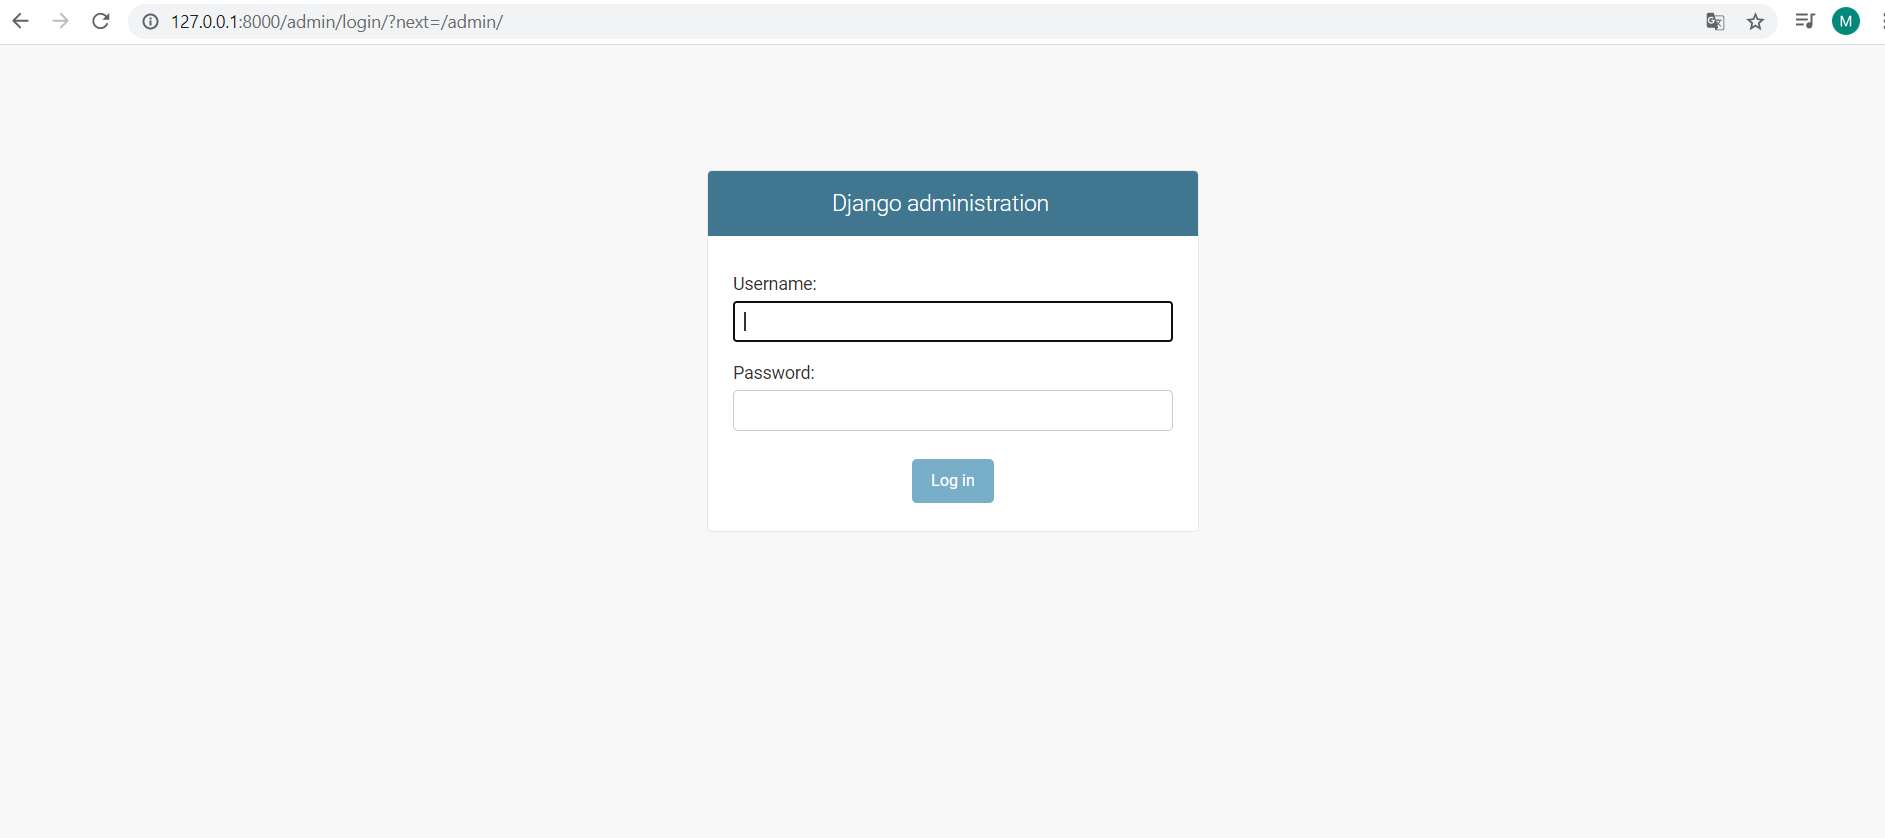 127.0.0.1:8000/admin/login/?next=/admin/
M
Django administration
Username:
Password:
Log in